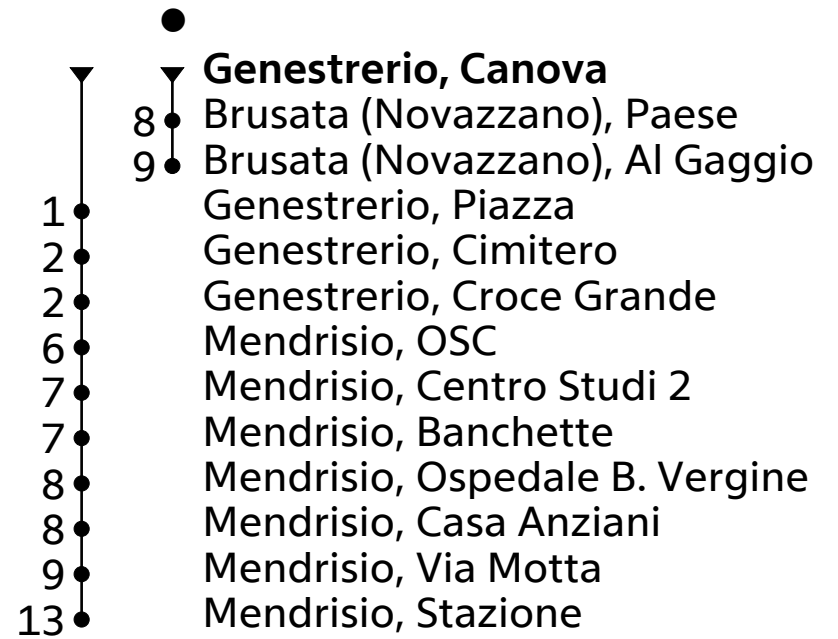 Genestrerio, Canova
8 Brusata (Novazzano), Paese
9 Brusata (Novazzano), Al Gaggio
1 Genestrerio, Piazza
2 Genestrerio, Cimitero
2 Genestrerio, Croce Grande
6 Mendrisio, OSC
7 Mendrisio, Centro Studi 2
7 Mendrisio, Banchette
8 Mendrisio, Ospedale B. Vergine
8 Mendrisio, Casa Anziani
9 Mendrisio, Via Motta
13 Mendrisio, Stazione